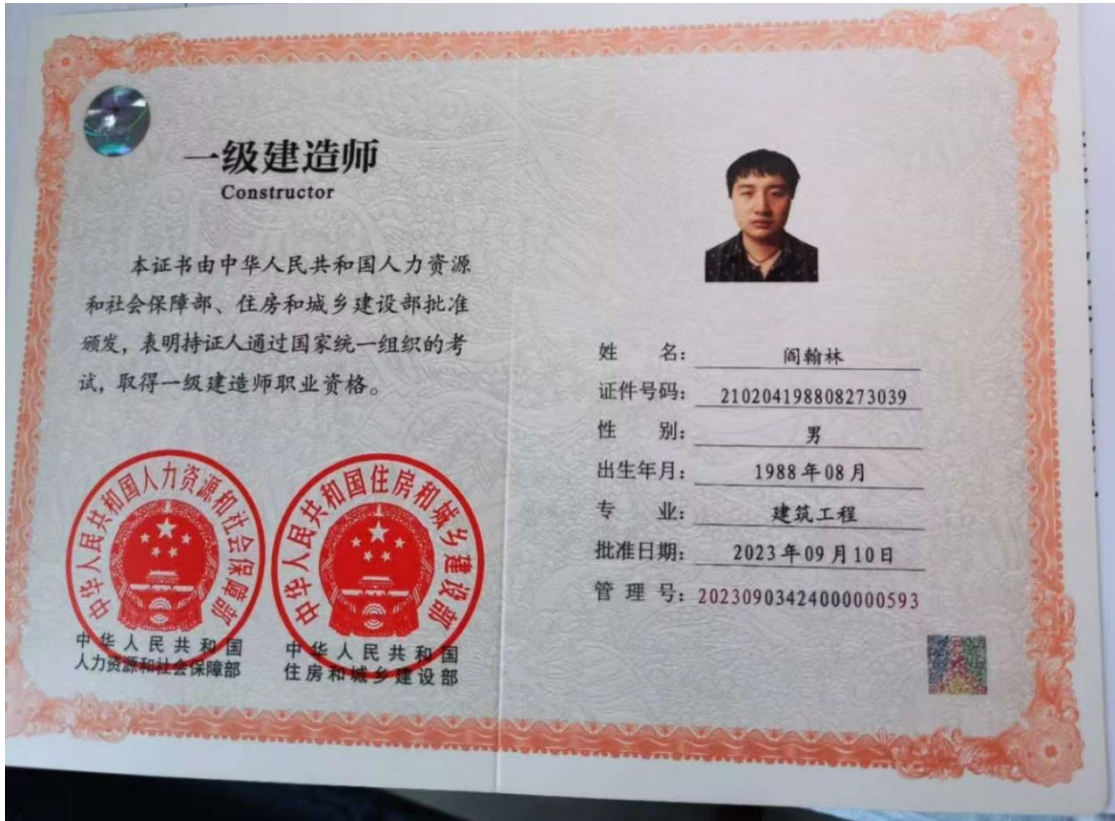 一级建造师
Constructor
本证书由中华人民共和国人力资源
和社会保障部、住房和城乡建设部批准
颁发，表明持证人通过国家统一组织的考
试，取得一级建造师职业资格。
中华人民共和国人力资源和社会保障部
中华人民共和国住房和城乡建设部
中华人民共和国
人力资源和社会保障部
中华人民共和国
住房和城乡建设部
姓 名：阎翰林
证件号码：210204198808273039
性 别：男
出生年月：1988年08月
专 业：建筑工程
批准日期：2023年09月10日
管 理 号：20230903424000000593